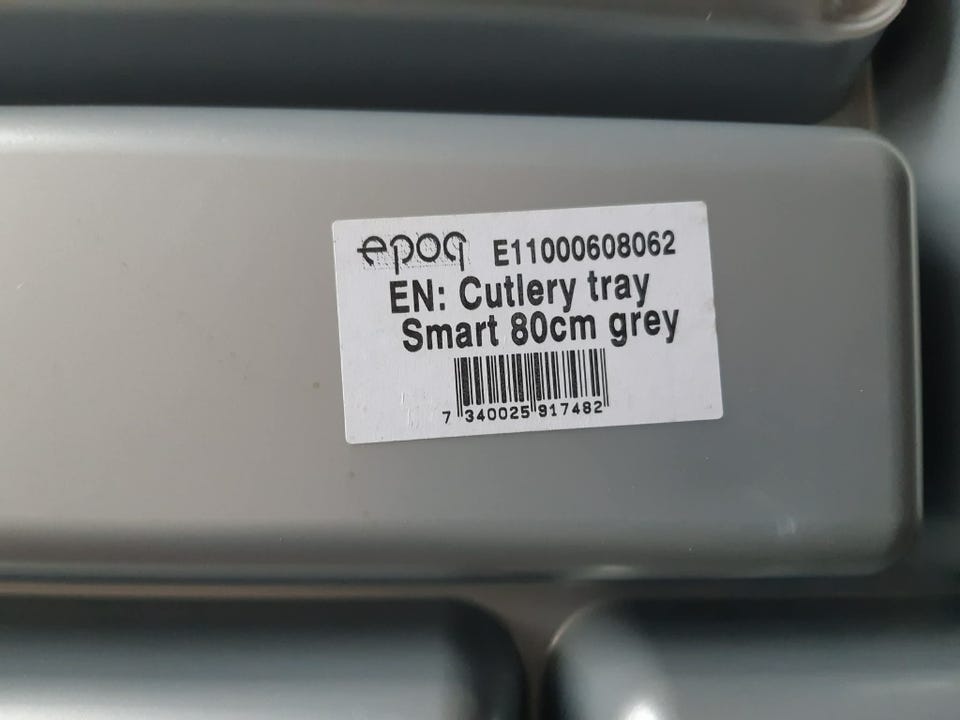 epoq E11000608062
EN: Cutlery tray
Smart 80cm grey
7 340025 917482